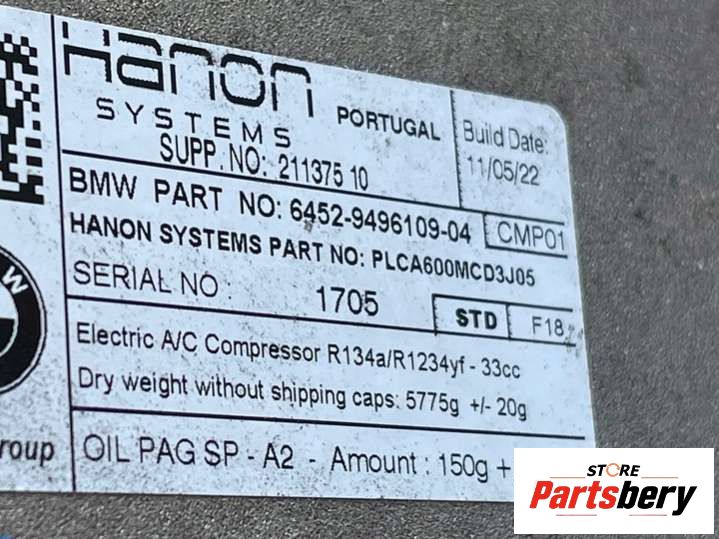 Hanon
SYSTEMS
PORTUGAL
Build Date:
11/05/22
SUPP. NO: 211375 10
BMW PART NO: 6452-9496109-04
CMP01
HANON SYSTEMS PART NO: PLCA600MCD3J05
SERIAL NO
1705
STD
F18
Electric A/C Compressor R134a/R1234yf - 33cc
Dry weight without shipping caps: 5775g +/- 20g
OIL PAG SP - A2 - Amount : 150g +
W
roup
STORE
Partsbery